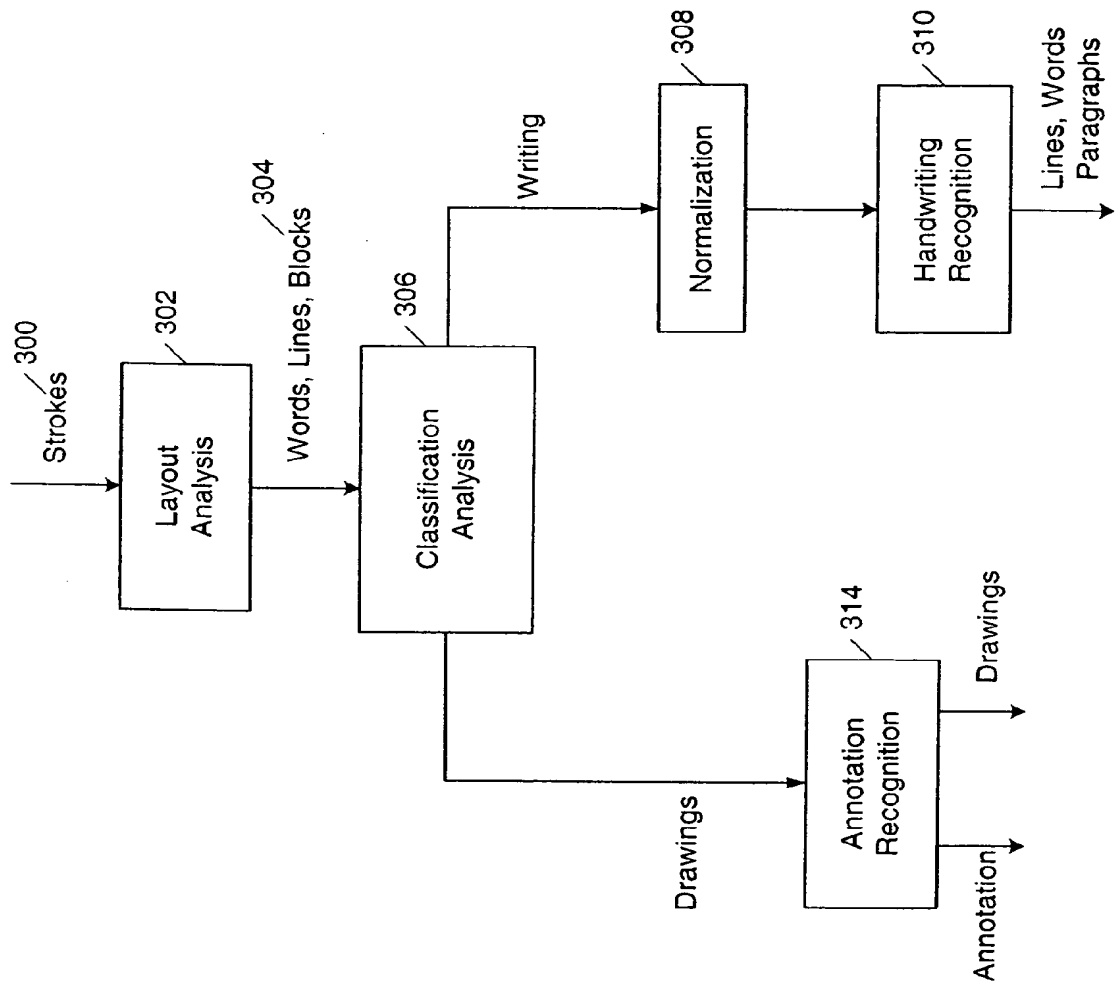 300
Strokes
302
Layout
Analysis
304
Words, Lines, Blocks
306
Classification
Analysis
Writing
308
Normalization
310
Handwriting
Recognition
Lines, Words
Paragraphs
Drawings
314
Annotation
Recognition
Annotation
Drawings